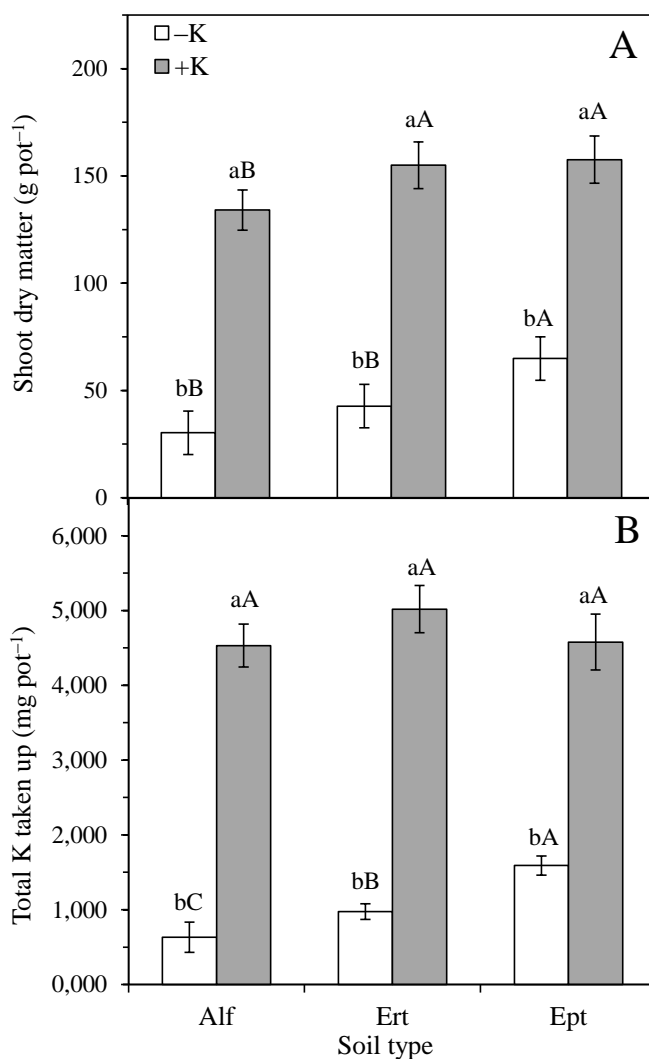 –K
+K
A
Shoot dry matter (g pot⁻¹)
200
150
100
50
0
aB
aA
aA
bB
bB
bA
B
Total K taken up (mg pot⁻¹)
6,000
5,000
4,000
3,000
2,000
1,000
0,000
aA
aA
aA
bC
bB
bA
Alf Ert Ept
Soil type